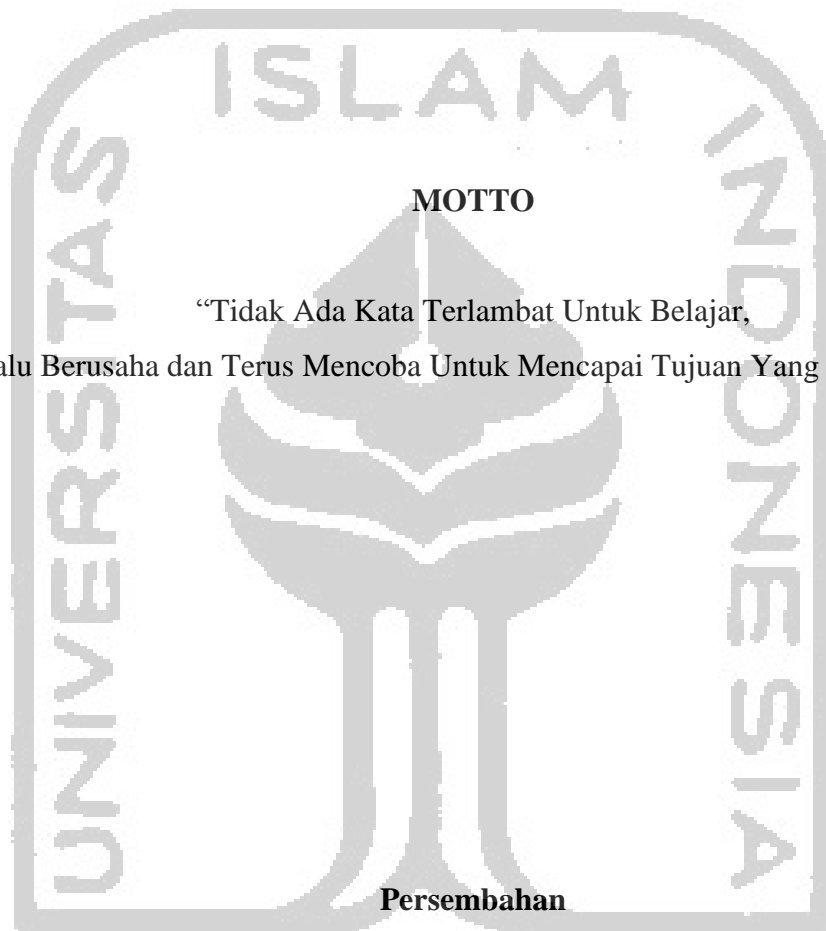 ISLAM
UNIVERSITAS
INDONESIA
MOTTO
“Tidak Ada Kata Terlambat Untuk Belajar,
Berusaha dan Terus Mencoba Untuk Mencapai Tujuan Yang
Persembahan